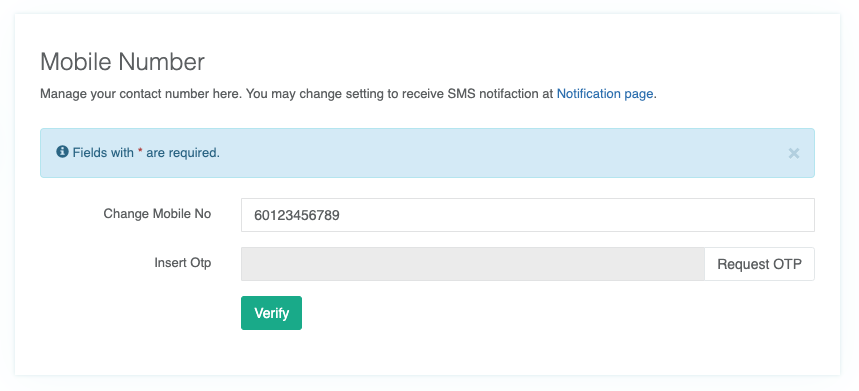 Mobile Number
Manage your contact number here. You may change setting to receive SMS notifaction at Notification page.
Fields with * are required.
×
Change Mobile No
60123456789
Insert Otp
Request OTP
Verify